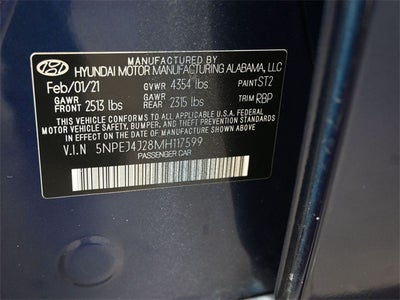 MANUFACTURED BY
HYUNDAI MOTOR MANUFACTURING ALABAMA, LLC
Feb/01/21 GVWR 4354 lbs PAINT ST2
GAWR FRONT 2513 lbs GAWR REAR 2315 lbs TRIM RBP
THIS VEHICLE CONFORMS TO ALL APPLICABLE
FEDERAL MOTOR VEHICLE SAFETY, BUMPER, AND THEFT
PREVENTION STANDARDS IN EFFECT ON THE DATE OF
MANUFACTURE SHOWN ABOVE.
V.I.N 5NPEJ4J28MH117599
PASSENGER CAR